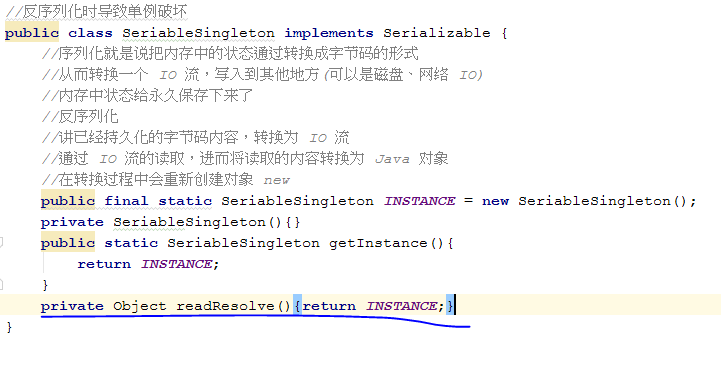 //反序列化时导致单例破坏
public class SeriableSingleton implements Serializable {
//序列化就是说把内存中的状态通过转换成字节码的形式
//从而转换一个 IO 流，写入到其他地方(可以是磁盘、网络 IO)
//内存中状态给永久保存下来了
//反序列化
//讲已经持久化的字节码内容，转换为 IO 流
//通过 IO 流的读取，进而将读取的内容转换为 Java 对象
//在转换过程中会重新创建对象 new
public final static SeriableSingleton INSTANCE = new SeriableSingleton();
private SeriableSingleton(){}
public static SeriableSingleton getInstance(){
return INSTANCE;
}
private Object readResolve(){return INSTANCE;}
}